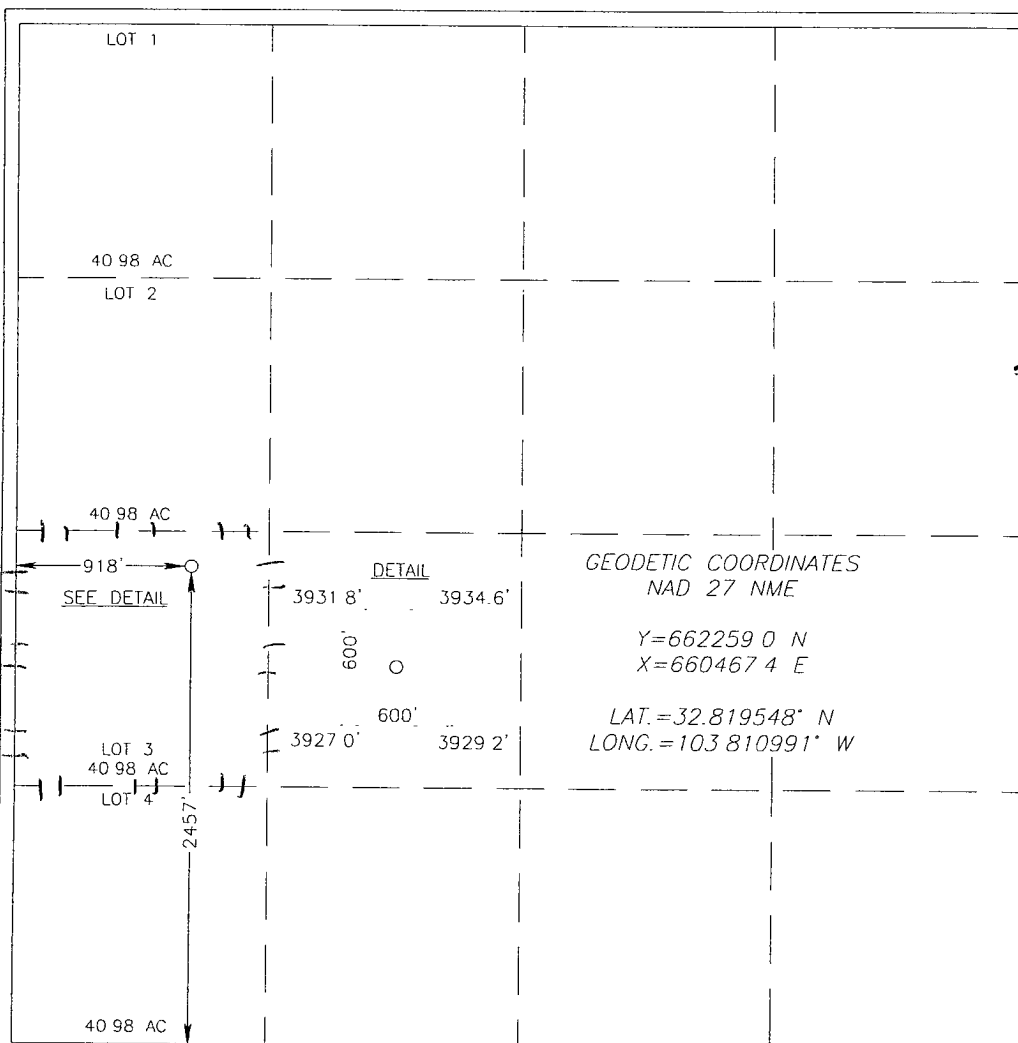 LOT 1
40 98 AC
LOT 2
40 98 AC
918'
SEE DETAIL
DETAIL
3931 8' 3934.6'
600'
600'
3927 0' 3929 2'
GEODETIC COORDINATES
NAD 27 NME
Y=662259 0 N
X=660467 4 E
LAT.=32.819548° N
LONG.=103 810991° W
LOT 3
40 98 AC
LOT 4
2457'
40 98 AC